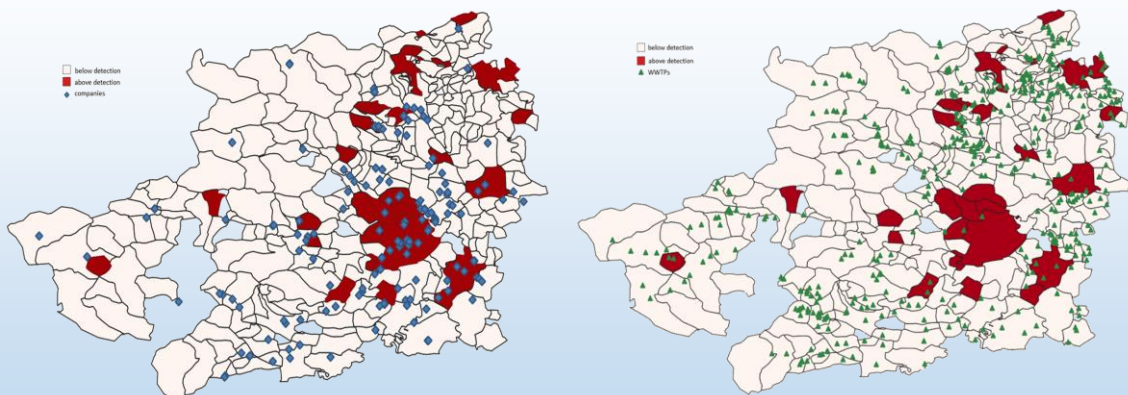 below detection
above detection
companies
below detection
above detection
WWTPs